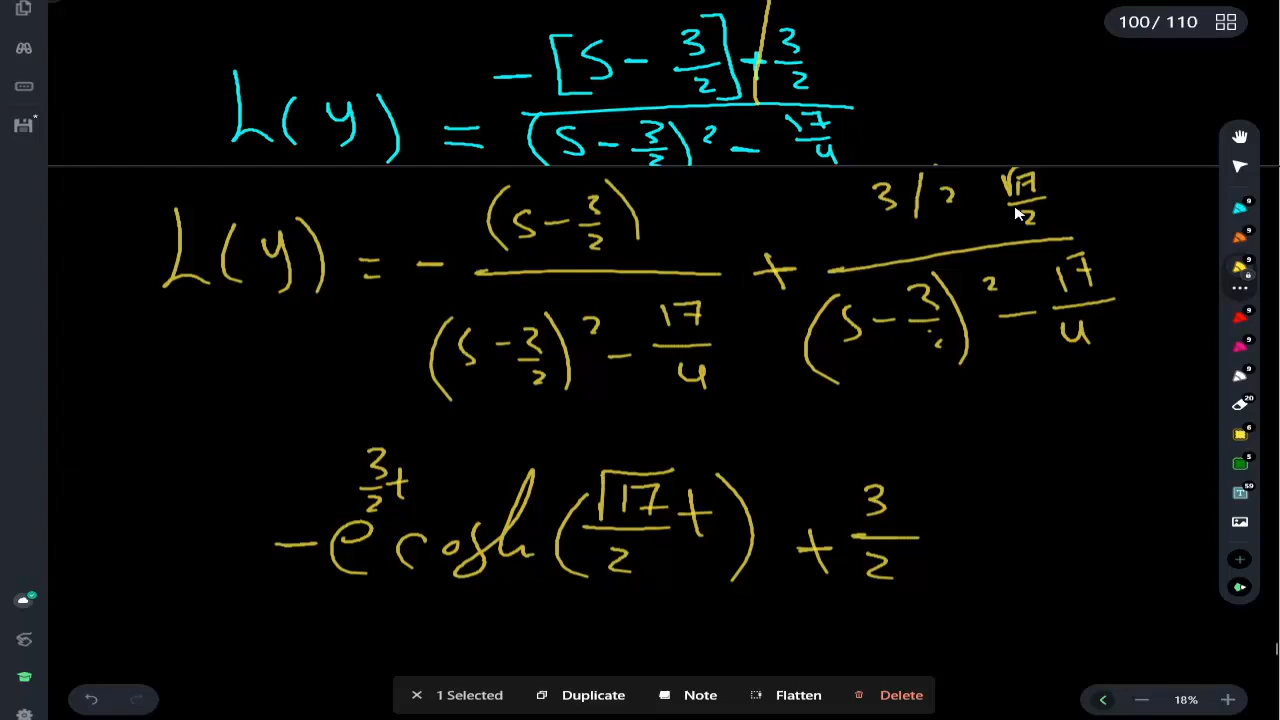 100/ 110
L(y) = -[s - 3/2] + 3/2 / (s - 3/2)² - 17/4
L(y) = - (s - 3/2) / (s - 3/2)² - 17/4 + 3/2 √17/2 / (s - 3/2)² - 17/4
-e^(3/2 t) cosh(√17/2 t) + 3/2
1 Selected
Duplicate
Note
Flatten
Delete
18%